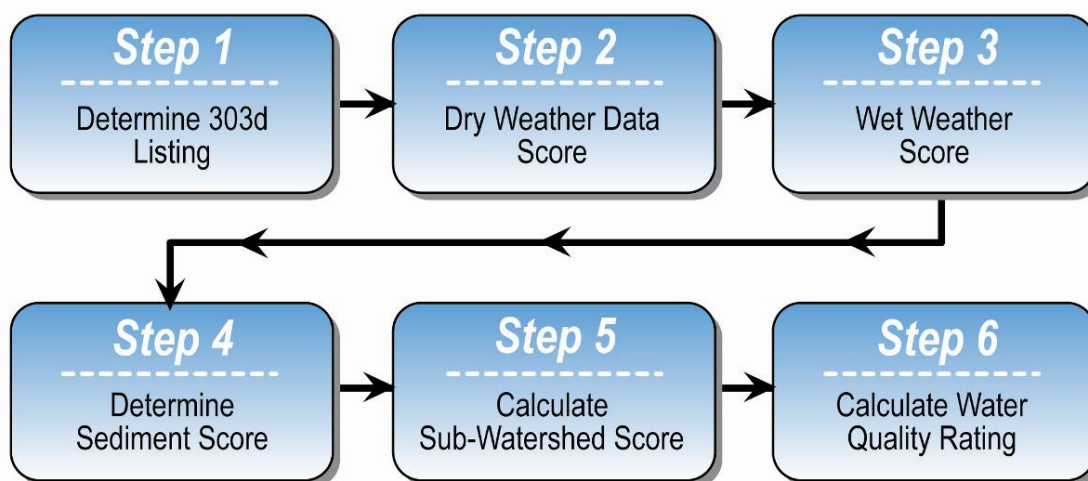 Step 1
Determine 303d
Listing
Step 2
Dry Weather Data
Score
Step 3
Wet Weather
Score
Step 4
Determine
Sediment Score
Step 5
Calculate
Sub-Watershed Score
Step 6
Calculate Water
Quality Rating